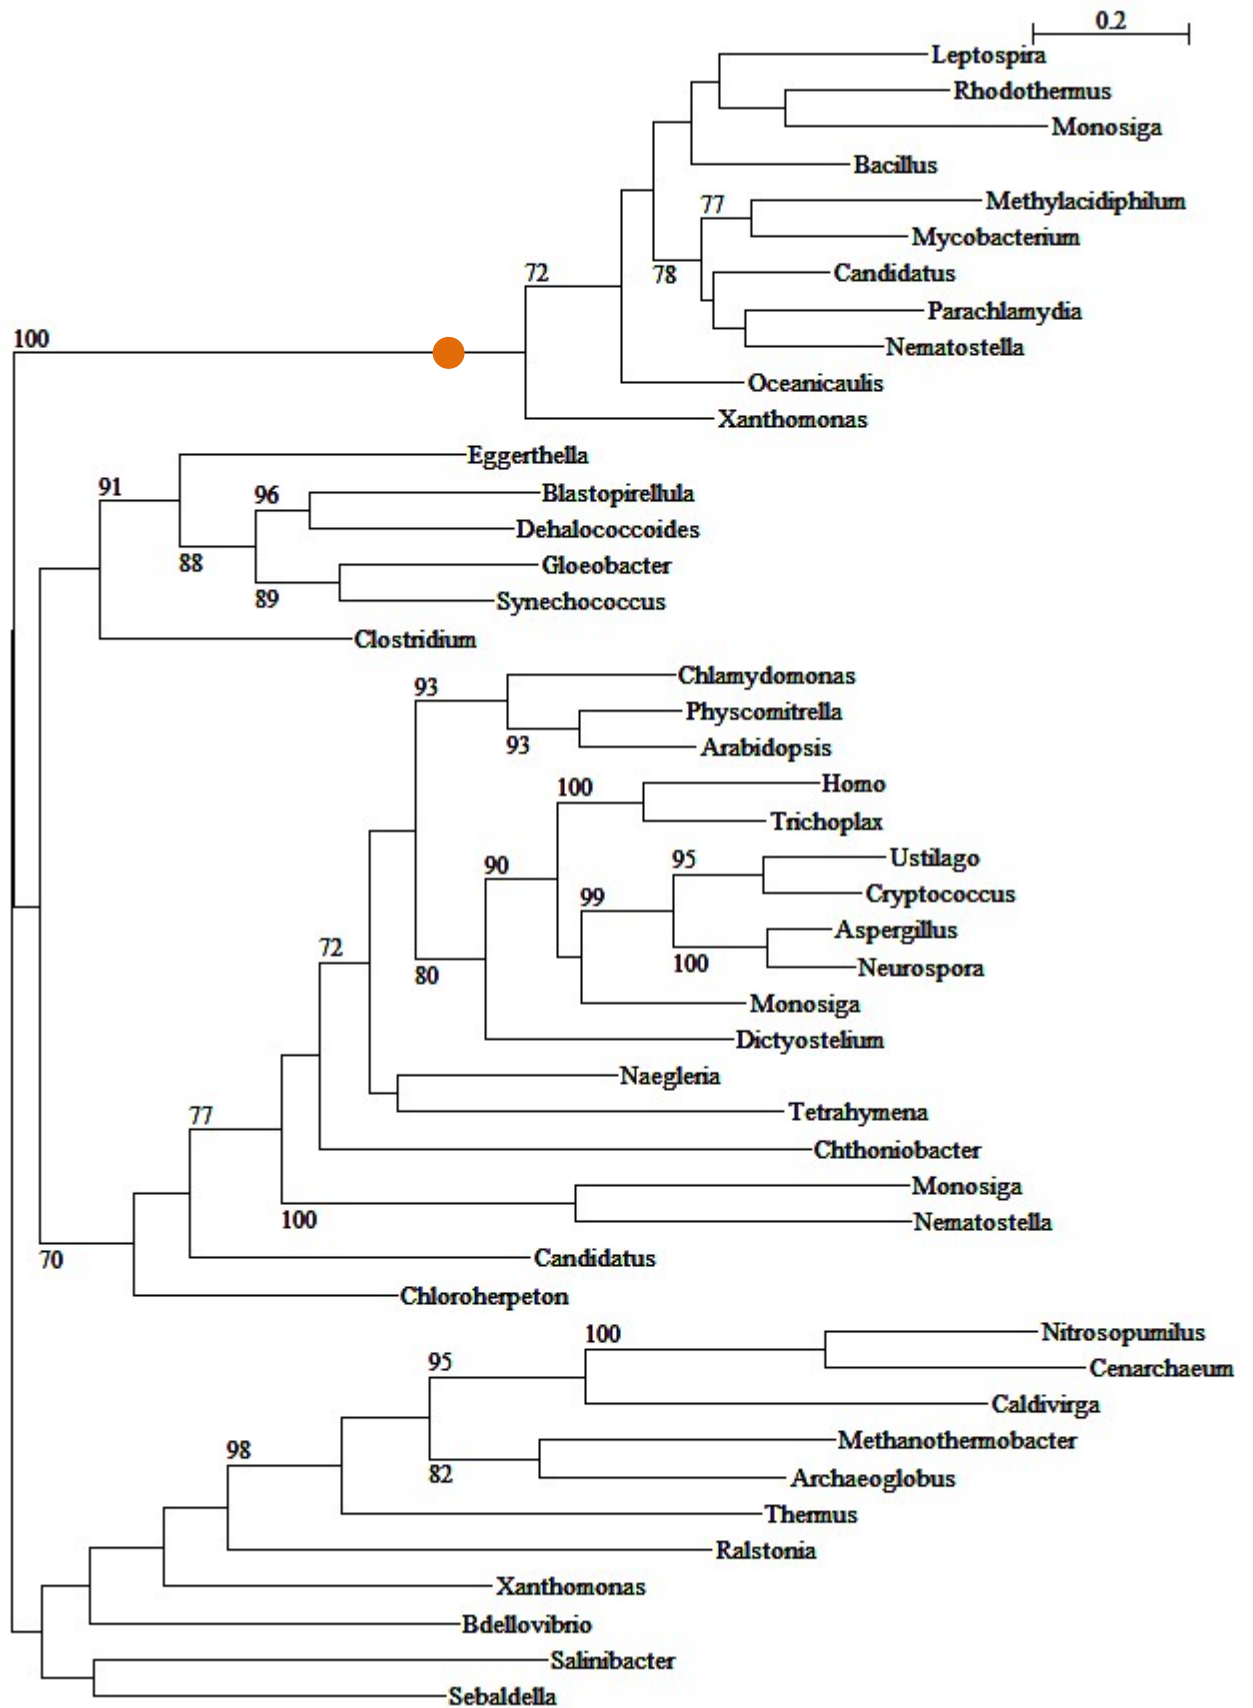 0.2
Leptospira
Rhodothermus
Monosiga
Bacillus
Methylacidiphilum
77
Mycobacterium
72
78
Candidatus
Parachlamydia
100
Nematostella
Oceanicaulis
Xanthomonas
Eggerthella
91
96
Blastopirellula
Dehalococcoides
88
Gloeobacter
89
Synechococcus
Clostridium
Chlamydomonas
93
Physcomitrella
93
Arabidopsis
100
Homo
Trichoplax
90
95
Ustilago
99
Cryptococcus
Aspergillus
72
80
100
Neurospora
Monosiga
Dictyostelium
Naegleria
77
Tetrahymena
Chthoniobacter
Monosiga
100
Nematostella
70
Candidatus
Chloroherpeton
100
Nitrosopumilus
95
Cenarchaeum
Caldivirga
98
Methanothermobacter
82
Archaeoglobus
Thermus
Ralstonia
Xanthomonas
Bdellovibrio
Salinibacter
Sebaldella